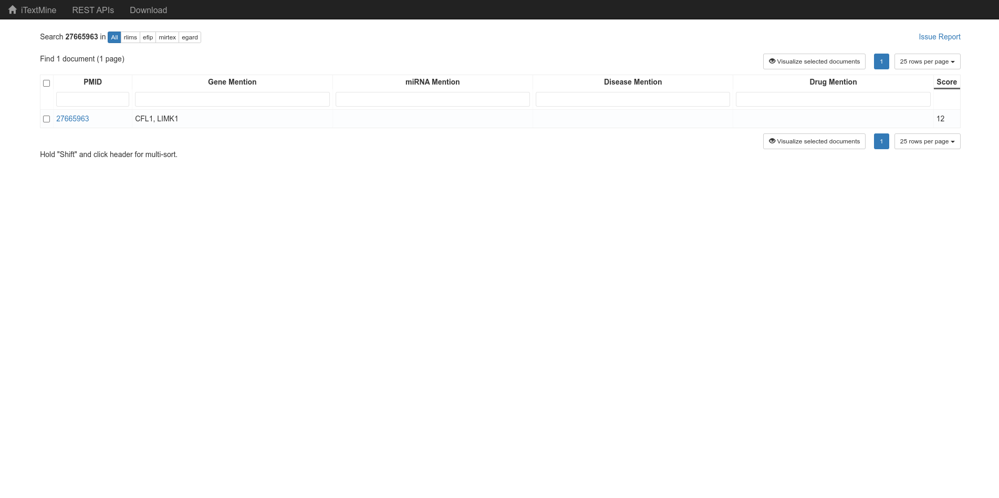 iTextMine REST APIs Download
Search 27665963 in All rlims efip mirtex egard Issue Report
Find 1 document (1 page) Visualize selected documents 1 25 rows per page
PMID Gene Mention miRNA Mention Disease Mention Drug Mention Score
27665963 CFL1, LIMK1 12
Visualize selected documents 1 25 rows per page
Hold "Shift" and click header for multi-sort.